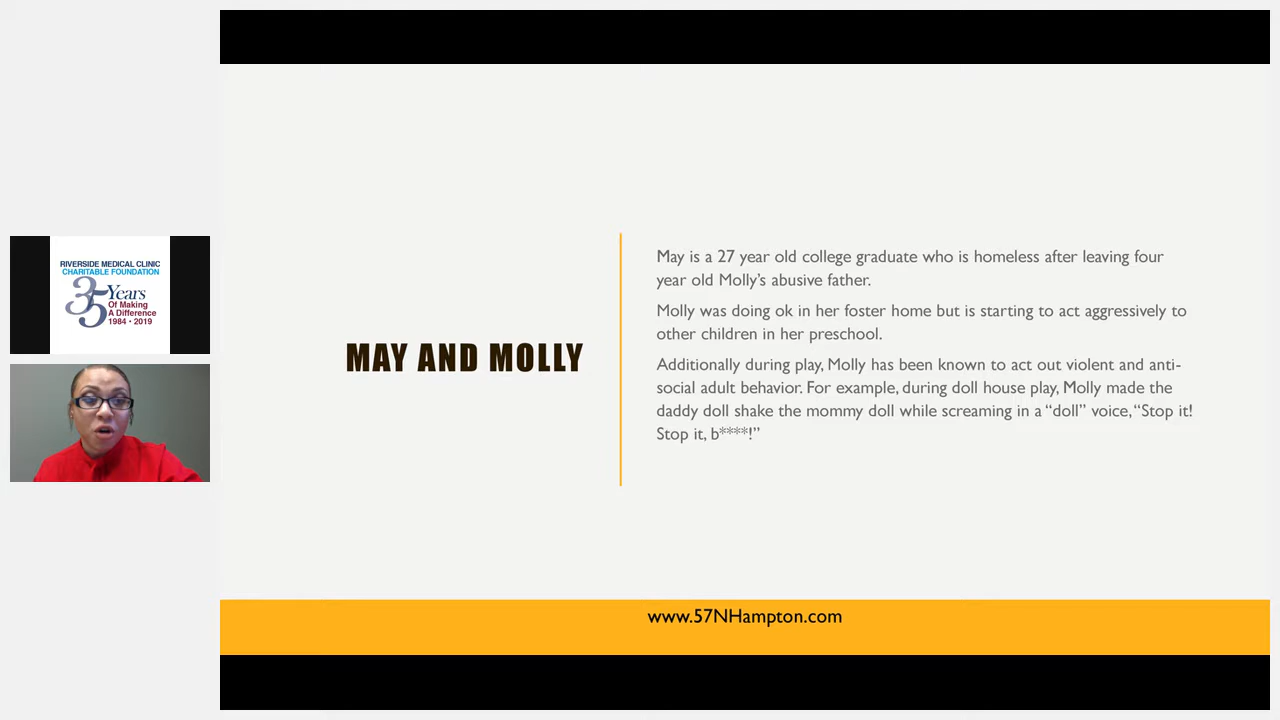 RIVERSIDE MEDICAL CLINIC
CHARITABLE FOUNDATION
35 Years
Of Making
A Difference
1984 • 2019
MAY AND MOLLY
May is a 27 year old college graduate who is homeless after leaving four
year old Molly's abusive father.
Molly was doing ok in her foster home but is starting to act aggressively to
other children in her preschool.
Additionally during play, Molly has been known to act out violent and anti-
social adult behavior. For example, during doll house play, Molly made the
daddy doll shake the mommy doll while screaming in a “doll” voice, “Stop it!
Stop it, b****!”
www.57NHampton.com